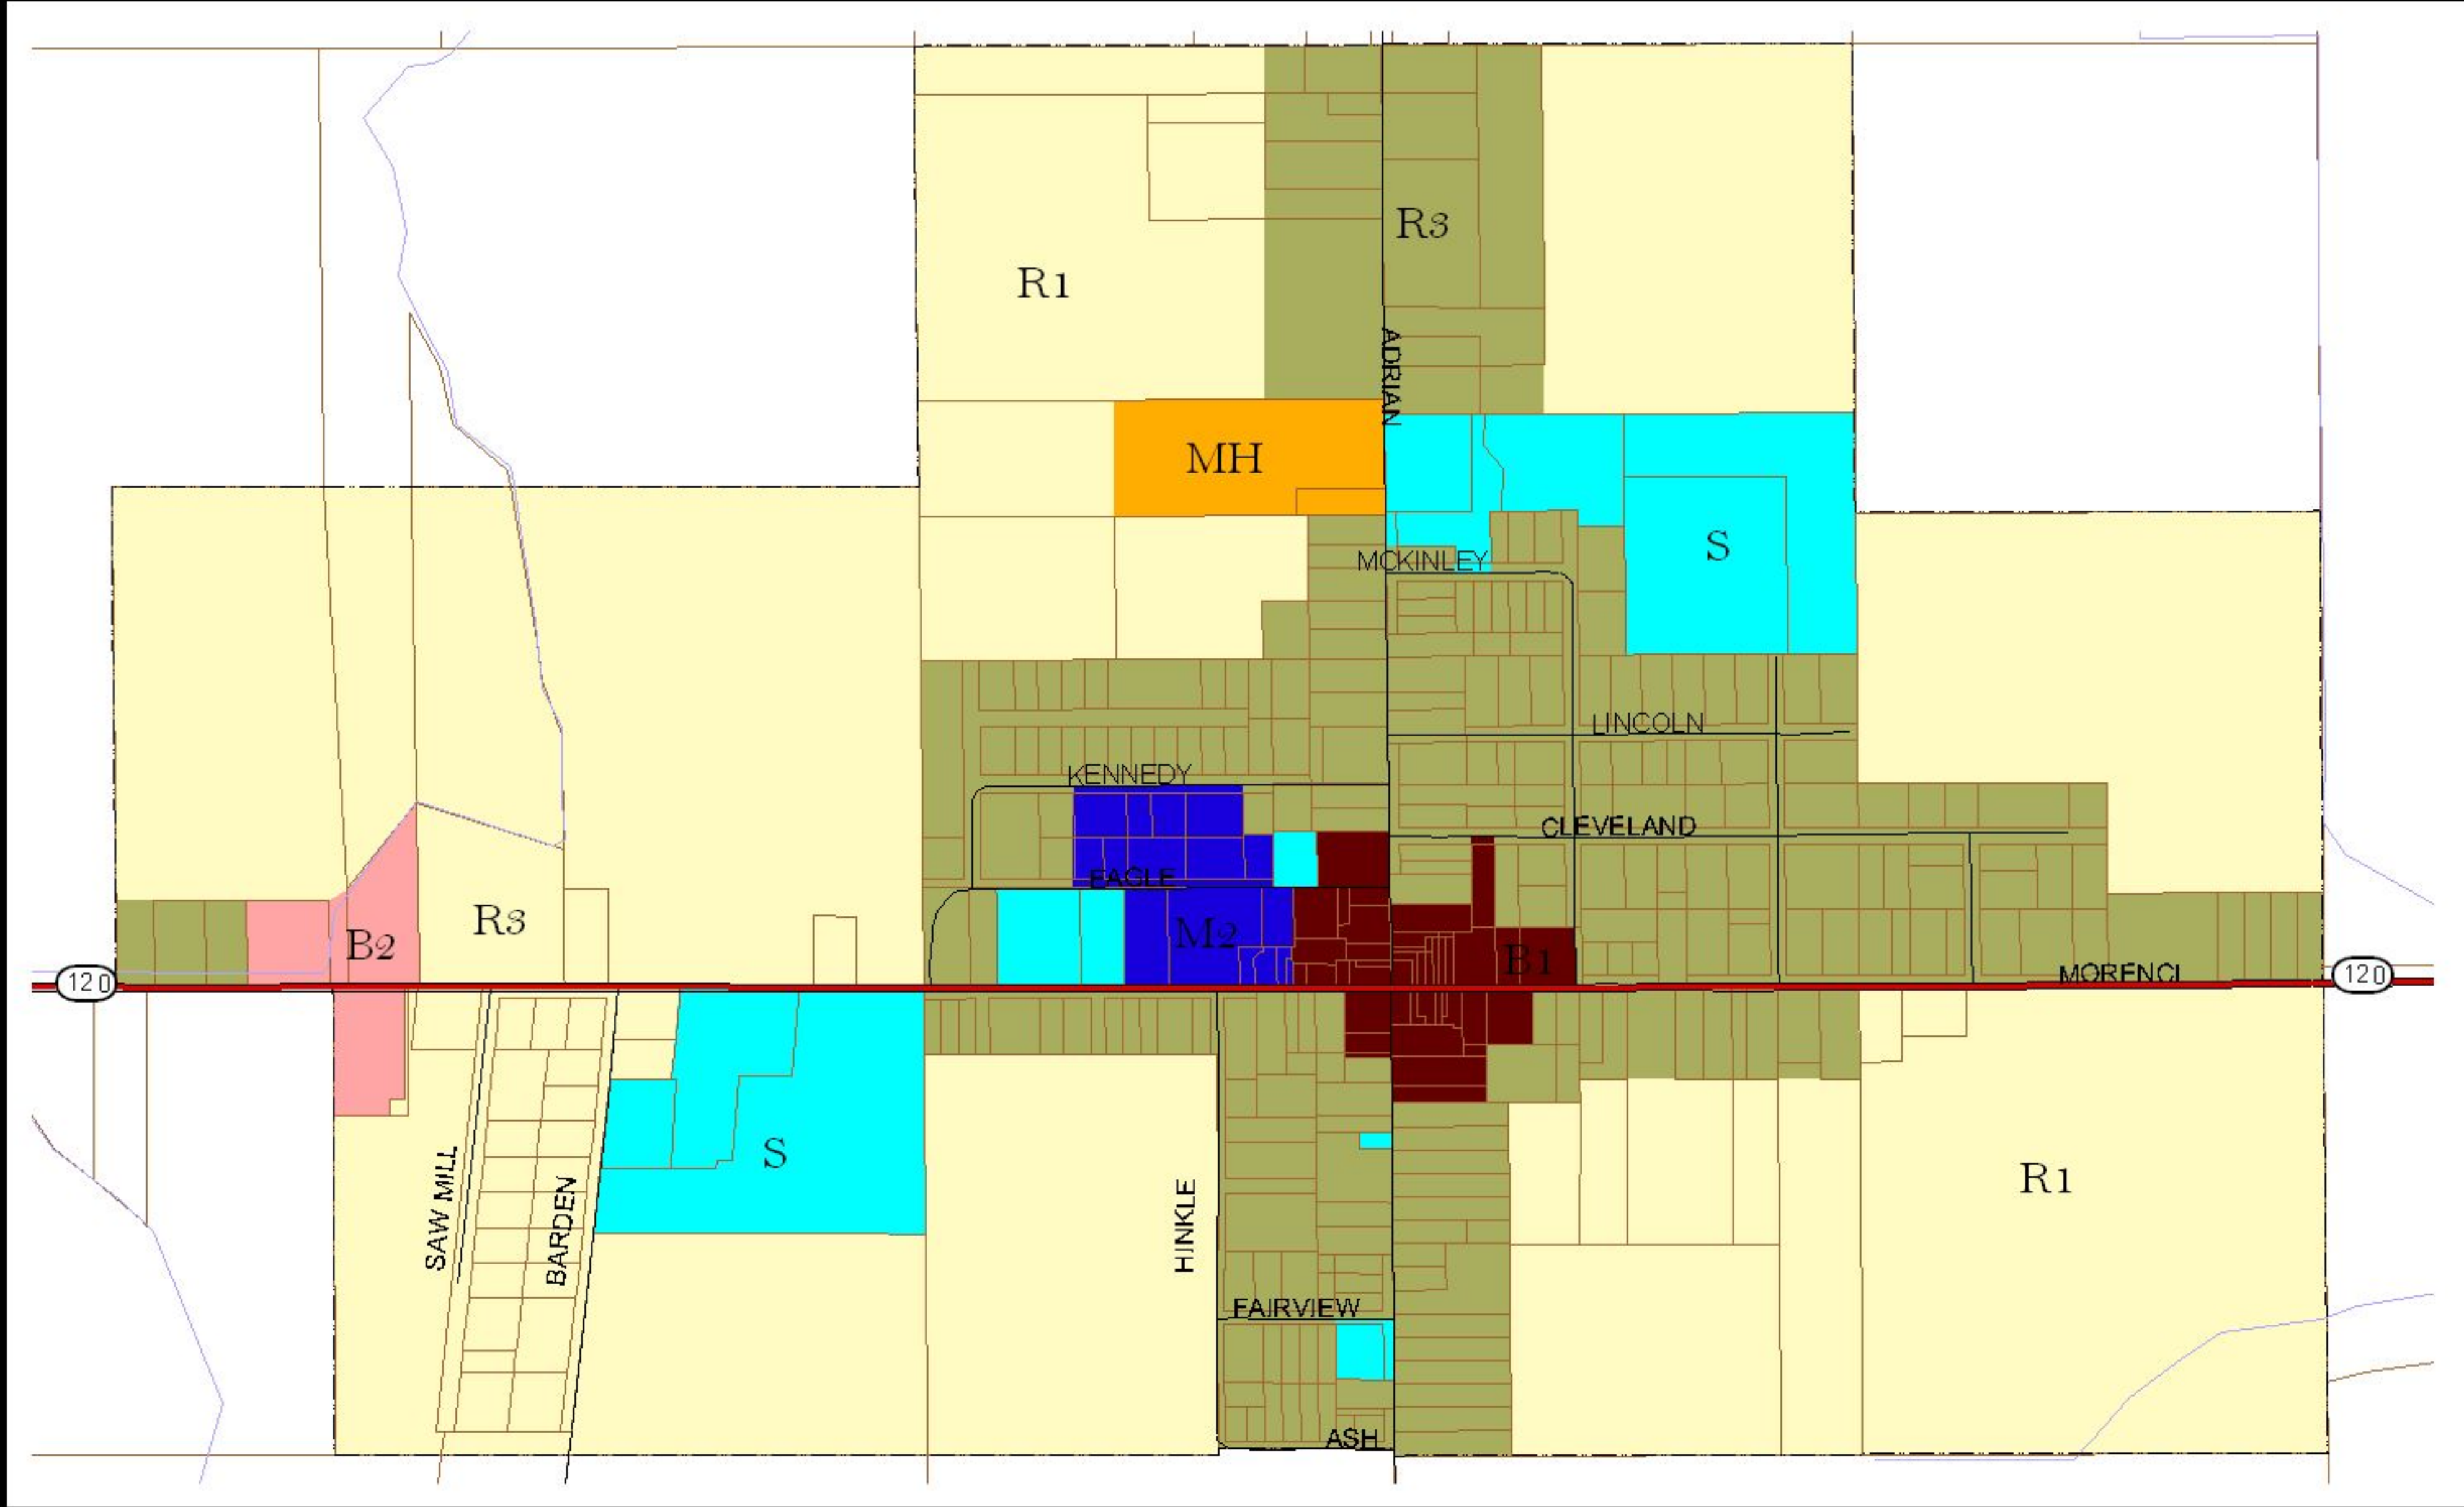 R3
R1
ADRIAN
MH
S
MCKINLEY
LINCOLN
KENNEDY
CLEVELAND
EAGLE
R3
B2
M2
B1
120
MORENCI
120
S
R1
SAW MILL
BARDEN
HINKLE
FAIRVIEW
ASH